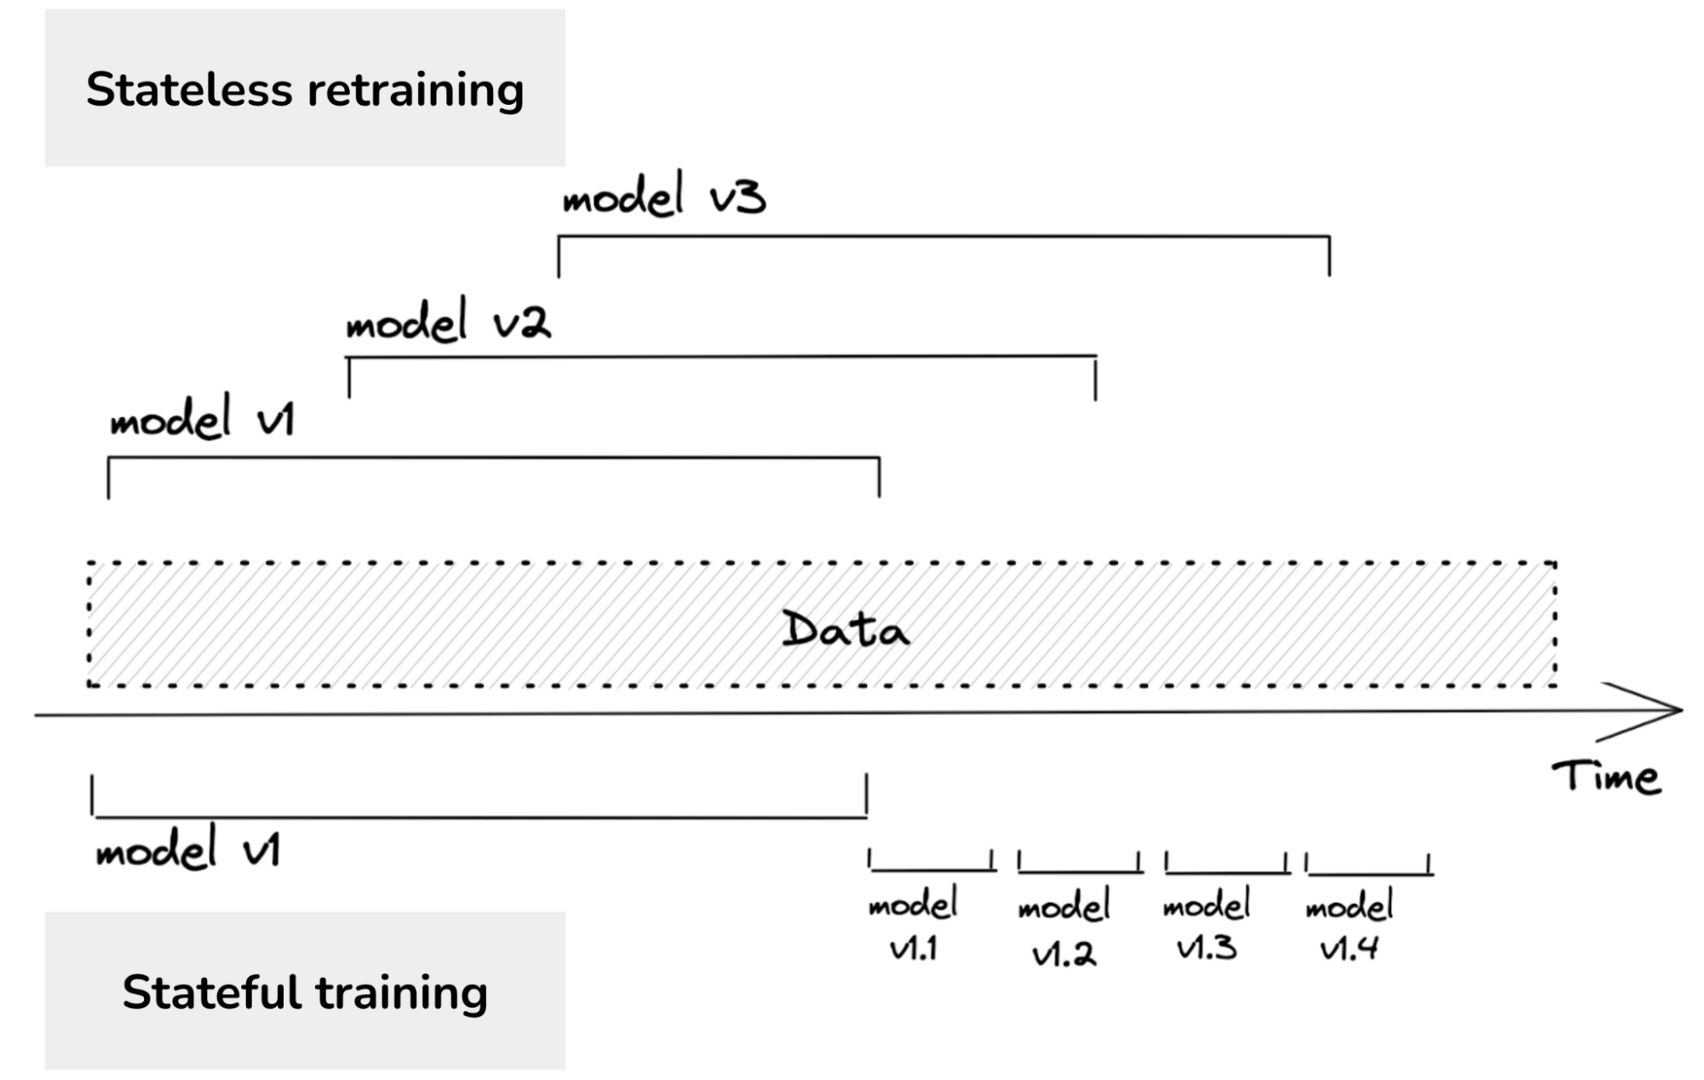 Stateless retraining
model v3
model v2
model v1
Data
Time
model v1
model
v1.1
model
v1.2
model
v1.3
model
v1.4
Stateful training